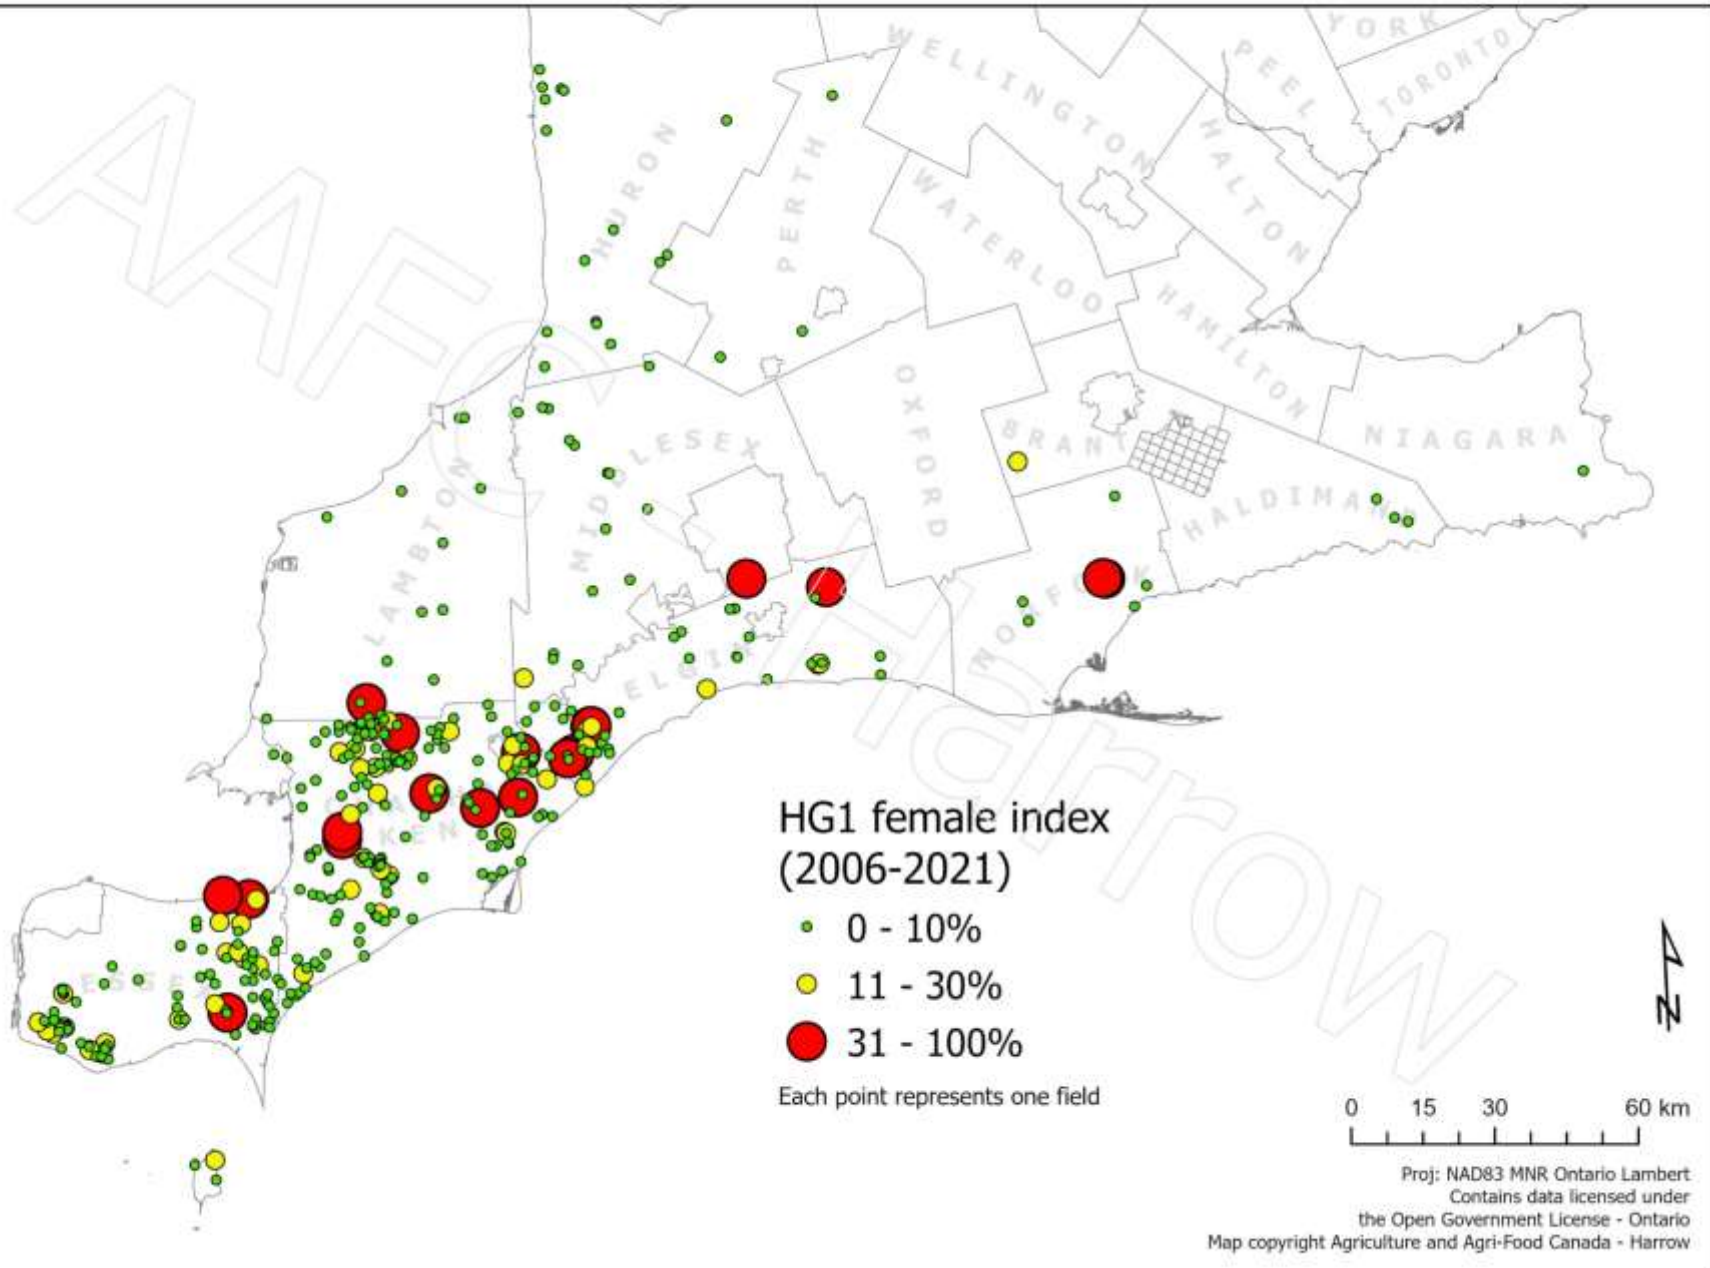 YORK
PEEL
TORONTO
WELLINGTON
HALTON
HURON
PERTH
WATERLOO
HAMILTON
OXFORD
BRANT
NIAGARA
MIDDLESEX
LAMBTON
HALDIMAND
NORFOLK
ELGIN
KEN
ESSEX
AAFC
Harrow
HG1 female index
(2006-2021)
0 - 10%
11 - 30%
31 - 100%
Each point represents one field
N
0 15 30 60 km
Proj: NAD83 MNR Ontario Lambert
Contains data licensed under
the Open Government License - Ontario
Map copyright Agriculture and Agri-Food Canada - Harrow